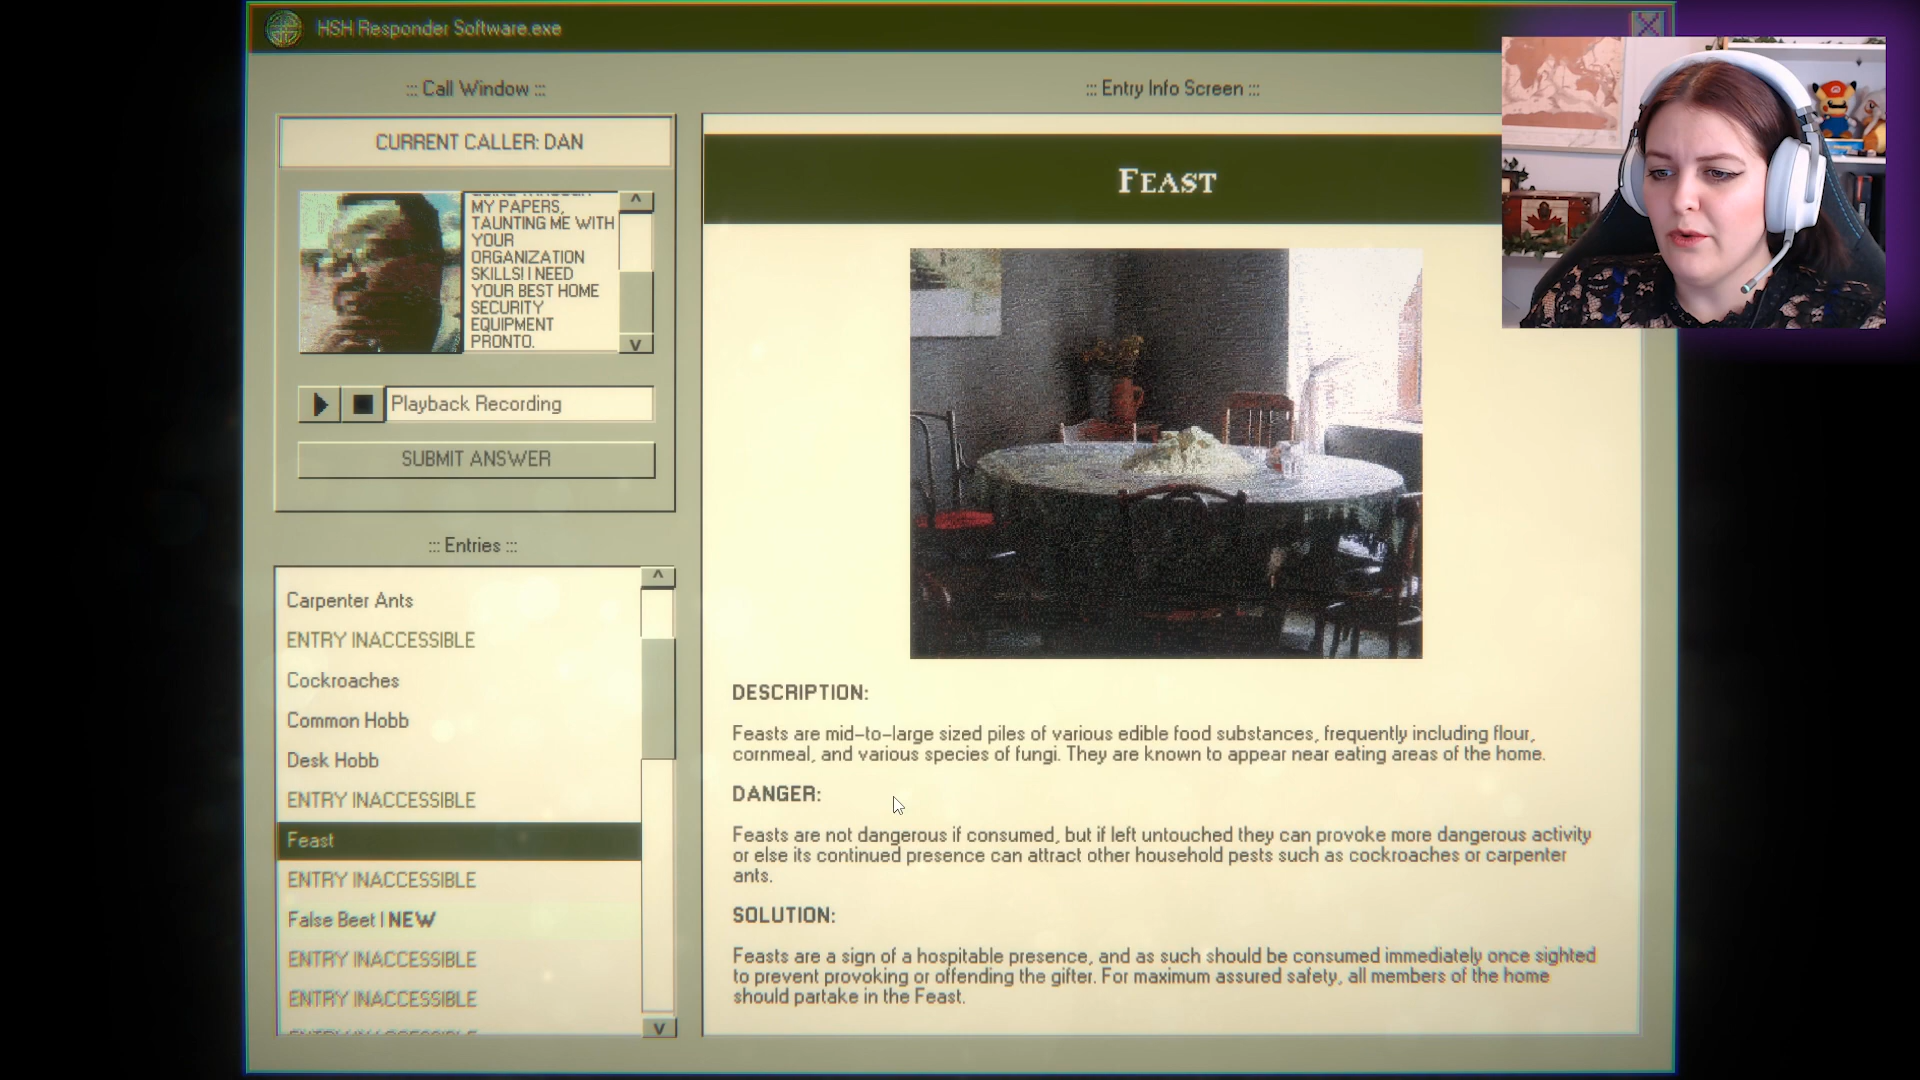 HSH Responder Software.exe
::: Call Window :::
::: Entry Info Screen :::
CURRENT CALLER: DAN
MY PAPERS,
TAUNTING ME WITH
YOUR
ORGANIZATION
SKILLS! I NEED
YOUR BEST HOME
SECURITY
EQUIPMENT
PRONTO.
Playback Recording
SUBMIT ANSWER
::: Entries :::
Carpenter Ants
ENTRY INACCESSIBLE
Cockroaches
Common Hobb
Desk Hobb
ENTRY INACCESSIBLE
Feast
ENTRY INACCESSIBLE
False Beet | NEW
ENTRY INACCESSIBLE
ENTRY INACCESSIBLE
FEAST
DESCRIPTION:
Feasts are mid-to-large sized piles of various edible food substances, frequently including flour,
cornmeal, and various species of fungi. They are known to appear near eating areas of the home.
DANGER:
Feasts are not dangerous if consumed, but if left untouched they can provoke more dangerous activity
or else its continued presence can attract other household pests such as cockroaches or carpenter
ants.
SOLUTION:
Feasts are a sign of a hospitable presence, and as such should be consumed immediately once sighted
to prevent provoking or offending the gifter. For maximum assured safety, all members of the home
should partake in the Feast.